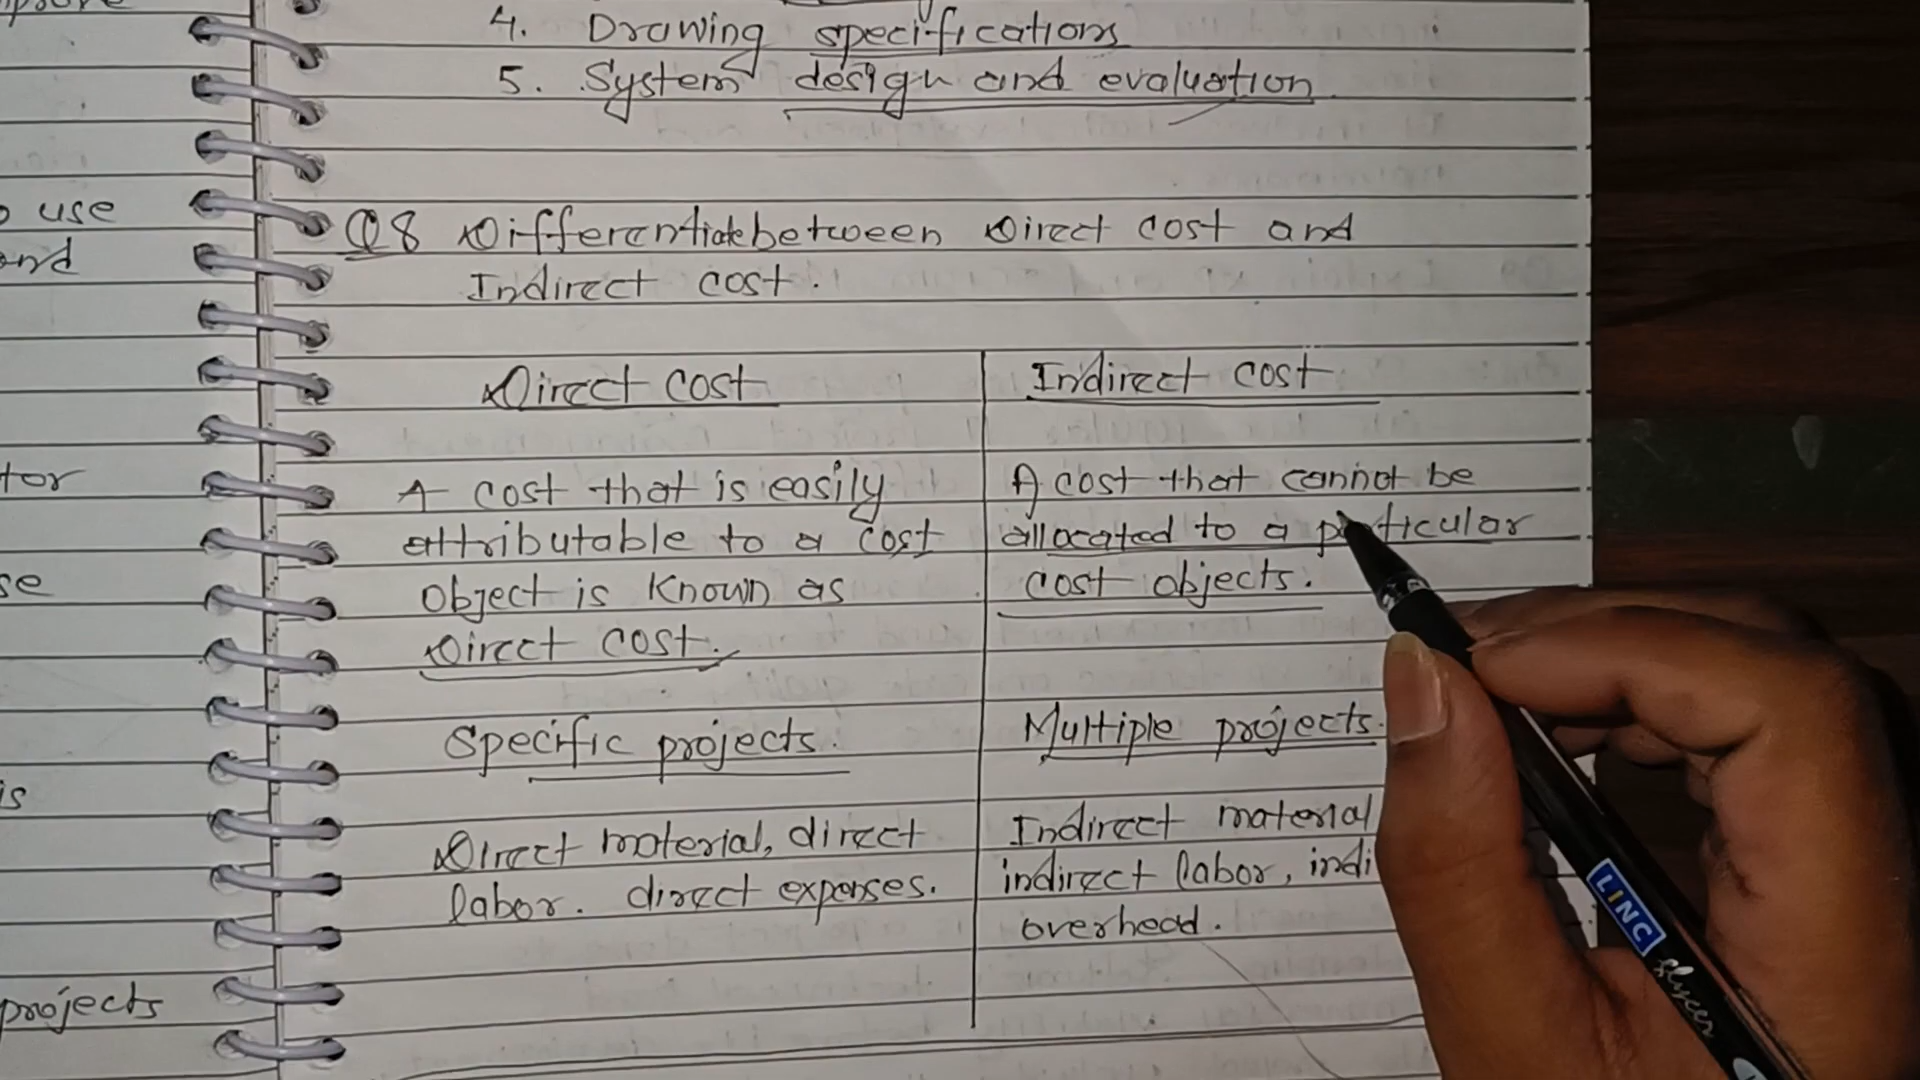 4. Drawing specifications
5. System design and evaluation
Q8 Differentiate between Direct cost and
Indirect cost.
Direct cost
A cost that is easily
attributable to a cost
object is known as
Direct cost.
Specific projects.
Direct material, direct
labor. direct expenses.
Indirect cost
A cost that cannot be
allocated to a particular
cost objects.
Multiple projects.
Indirect material
indirect labor, indi
overhead.
use
and
tor
se
is
projects
LINC